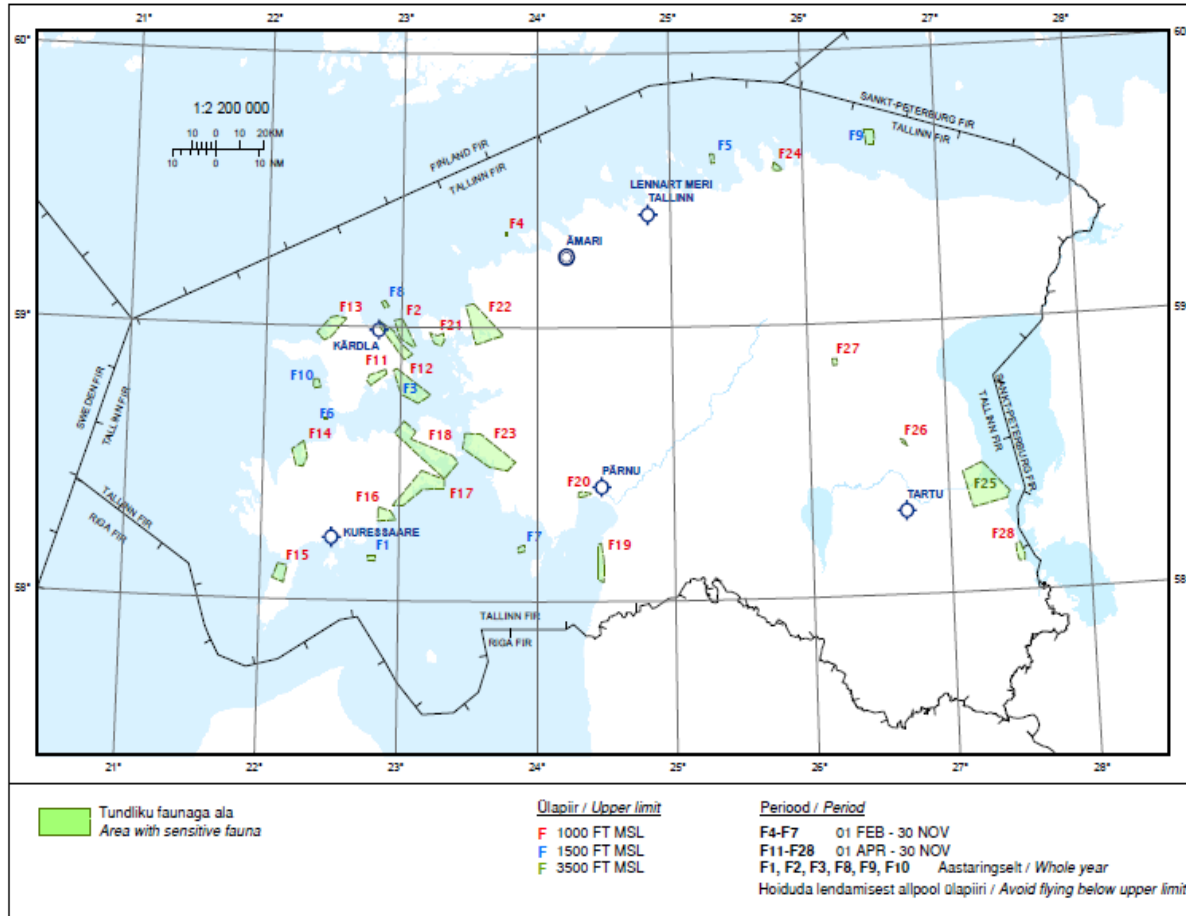 21° 22° 23° 24° 25° 26° 27° 28°
60° 60
1:2 200 000
10 0 10 20KM
10 0 10 NM
SANKT-PETERBURG FIR
TALLINN FIR
F9
F5
F24
FINLAND FIR
TALLINN FIR
LENNART MERI
TALLINN
F4
ÄMARI
F8
F13 F2 F22
59° 59°
F21
KÄRDLA
F11 F12
F27
F10 F3
SWEDEN FIR
TALLINN FIR
SANKT-PETERBURG FIR
TALLINN FIR
F6
F14 F18 F23
F26
PÄRNU
F20
F25
F17
TALLINN FIR
RIGA FIR
F16
TARTU
KURESSAARE
F1 F7 F19 F28
F15
58° 58°
TALLINN FIR
RIGA FIR
21° 22° 23° 24° 25° 26° 27° 28°
Tundliku faunaga ala
Area with sensitive fauna
Ülapiir / Upper limit
F 1000 FT MSL
F 1500 FT MSL
F 3500 FT MSL
Periood / Period
F4-F7 01 FEB - 30 NOV
F11-F28 01 APR - 30 NOV
F1, F2, F3, F8, F9, F10 Aastaringselt / Whole year
Hoiduda lendamisest allpool ülapiiri / Avoid flying below upper limit